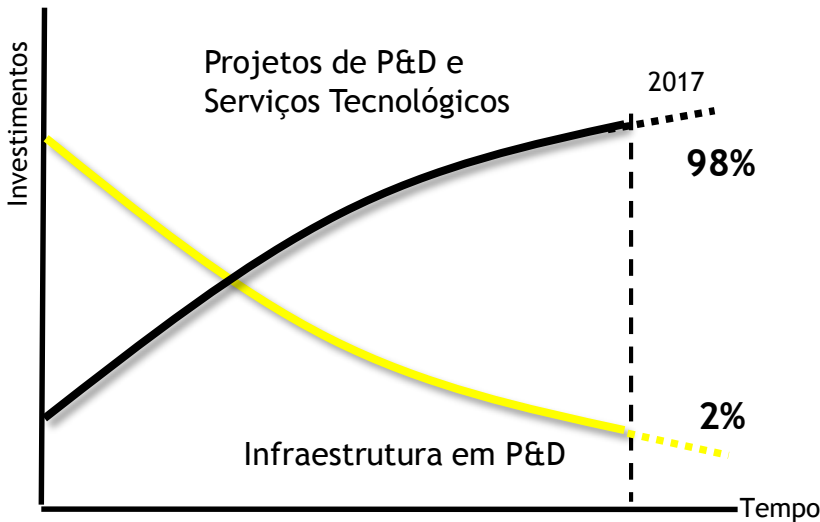 Investimentos
Projetos de P&D e
Serviços Tecnológicos
2017
98%
2%
Infraestrutura em P&D
Tempo